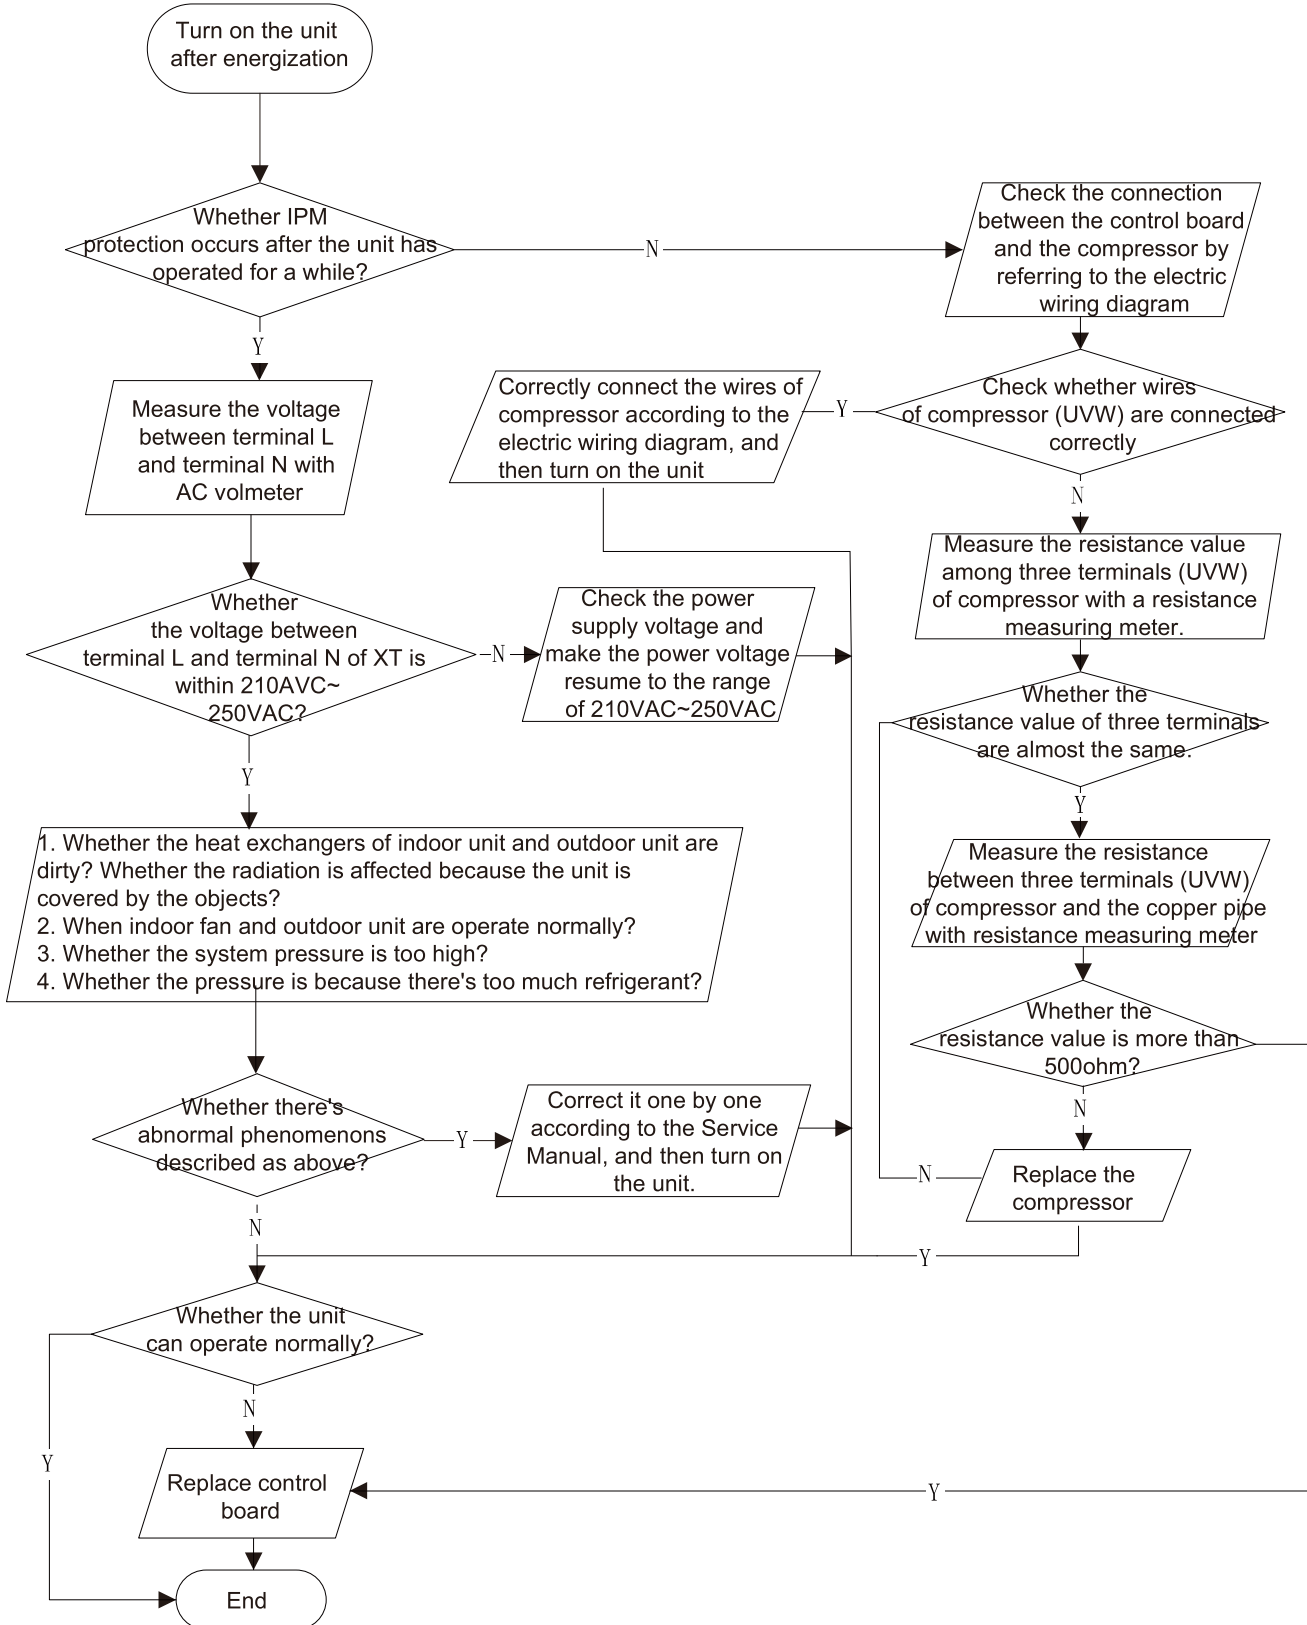 Turn on the unit
after energization
Whether IPM
protection occurs after the unit has
operated for a while?
N
Y
Check the connection
between the control board
and the compressor by
referring to the electric
wiring diagram
Measure the voltage
between terminal L
and terminal N with
AC volmeter
Correctly connect the wires of
compressor according to the
electric wiring diagram, and
then turn on the unit
Y
Check whether wires
of compressor (UVW) are connected
correctly
N
Measure the resistance value
among three terminals (UVW)
of compressor with a resistance
measuring meter.
Whether
the voltage between
terminal L and terminal N of XT is
within 210AVC~
250VAC?
N
Check the power
supply voltage and
make the power voltage
resume to the range
of 210VAC~250VAC
Y
Whether the
resistance value of three terminals
are almost the same.
Y
1. Whether the heat exchangers of indoor unit and outdoor unit are
dirty? Whether the radiation is affected because the unit is
covered by the objects?
2. When indoor fan and outdoor unit are operate normally?
3. Whether the system pressure is too high?
4. Whether the pressure is because there's too much refrigerant?
Measure the resistance
between three terminals (UVW)
of compressor and the copper pipe
with resistance measuring meter
Whether the
resistance value is more than
500ohm?
N
Whether there's
abnormal phenomenons
described as above?
Y
Correct it one by one
according to the Service
Manual, and then turn on
the unit.
N
Replace the
compressor
N
Y
Whether the unit
can operate normally?
N
Y
Replace control
board
Y
End